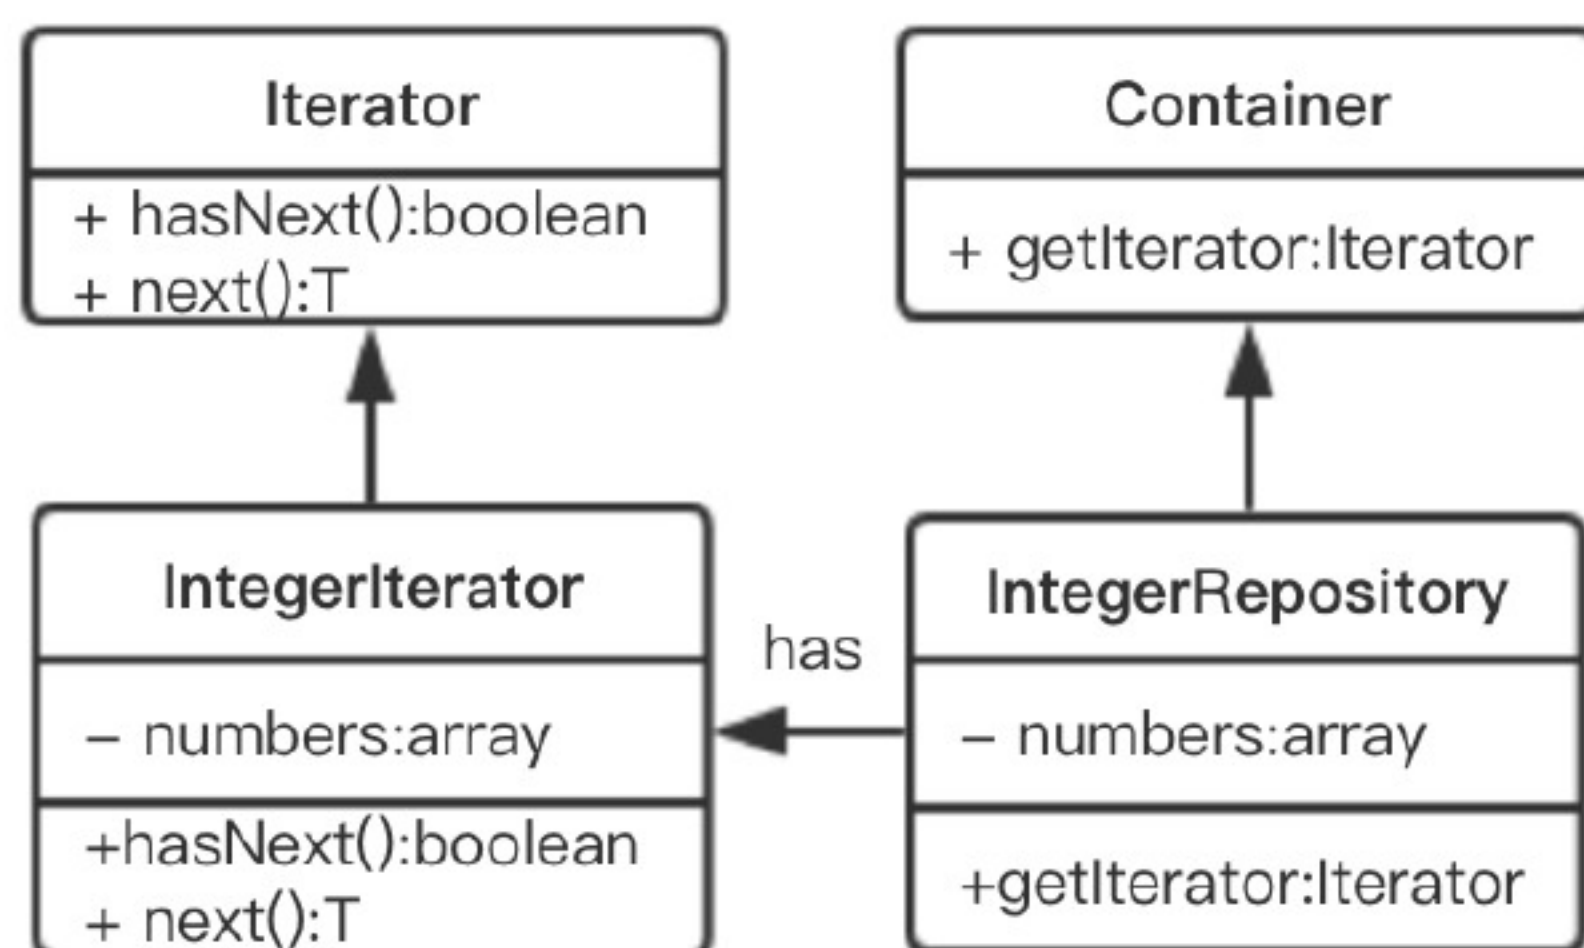 Iterator
+ hasNext():boolean
+ next():T
Container
+ getIterator:Iterator
IntegerIterator
– numbers:array
+hasNext():boolean
+ next():T
has
IntegerRepository
– numbers:array
+getIterator:Iterator